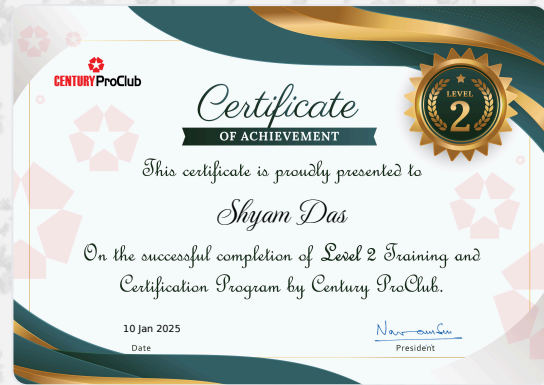 CENTURY ProClub
LEVEL
2
Certificate
OF ACHIEVEMENT
This certificate is proudly presented to
Shyam Das
On the successful completion of Level 2 Training and
Certification Program by Century ProClub.
10 Jan 2025
Date
President